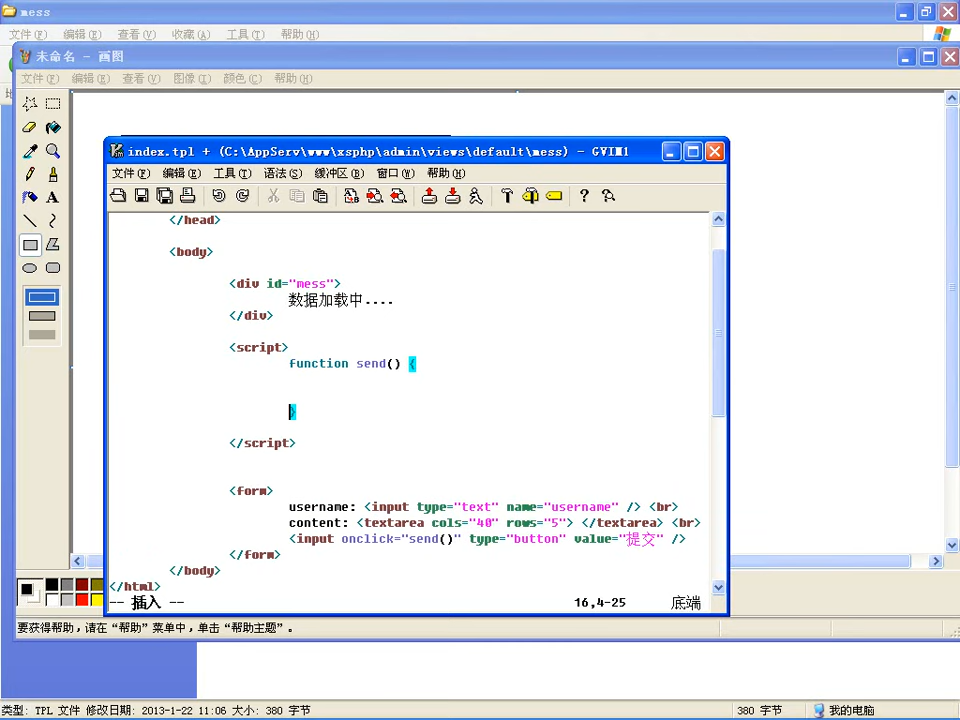 mess
文件(F) 编辑(E) 查看(V) 收藏(A) 工具(T) 帮助(H)
未命名 - 画图
文件(F) 编辑(E) 查看(V) 图像(I) 颜色(C) 帮助(H)
index.tpl + (C:\AppServ\www\xsphp\admin\views\default\mess) - GVIM1
文件(F) 编辑(E) 工具(T) 语法(S) 缓冲区(B) 窗口(W) 帮助(H)
</head>
<body>
<div id="mess">
数据加载中....
</div>
<script>
function send() {
}
</script>
<form>
username: <input type="text" name="username" /> <br>
content: <textarea cols="40" rows="5"> </textarea> <br>
<input onclick="send()" type="button" value="提交" />
</form>
</body>
</html>
-- 插入 -- 16,4-25 底端
要获得帮助，请在“帮助”菜单中，单击“帮助主题”。
类型: TPL 文件 修改日期: 2013-1-22 11:06 大小: 380 字节 380 字节 我的电脑